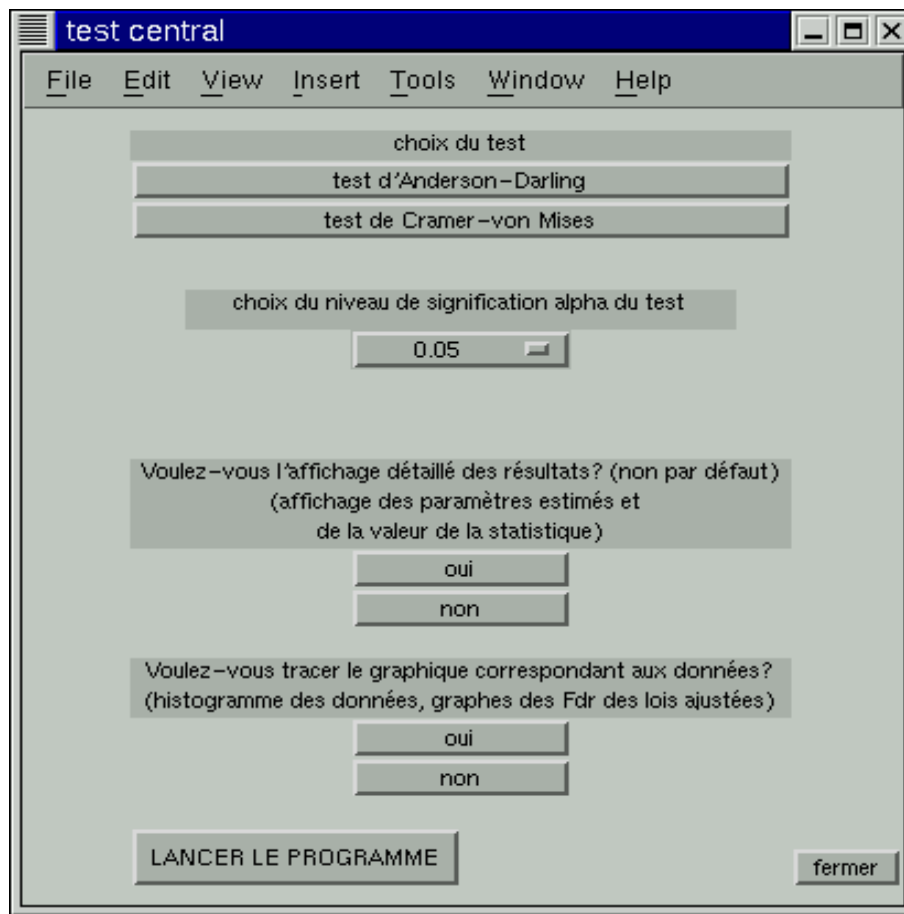 test central
File Edit View Insert Tools Window Help
choix du test
test d'Anderson-Darling
test de Cramer-von Mises
choix du niveau de signification alpha du test
0.05
Voulez-vous l'affichage détaillé des résultats? (non par défaut)
(affichage des paramètres estimés et
de la valeur de la statistique)
oui
non
Voulez-vous tracer le graphique correspondant aux données?
(histogramme des données, graphes des Fdr des lois ajustées)
oui
non
LANCER LE PROGRAMME
fermer